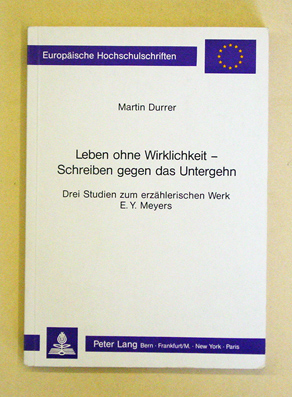 Europäische Hochschulschriften
Martin Durrer
Leben ohne Wirklichkeit –
Schreiben gegen das Untergehn
Drei Studien zum erzählerischen Werk
E. Y. Meyers
Peter Lang Bern · Frankfurt/M. · New York · Paris